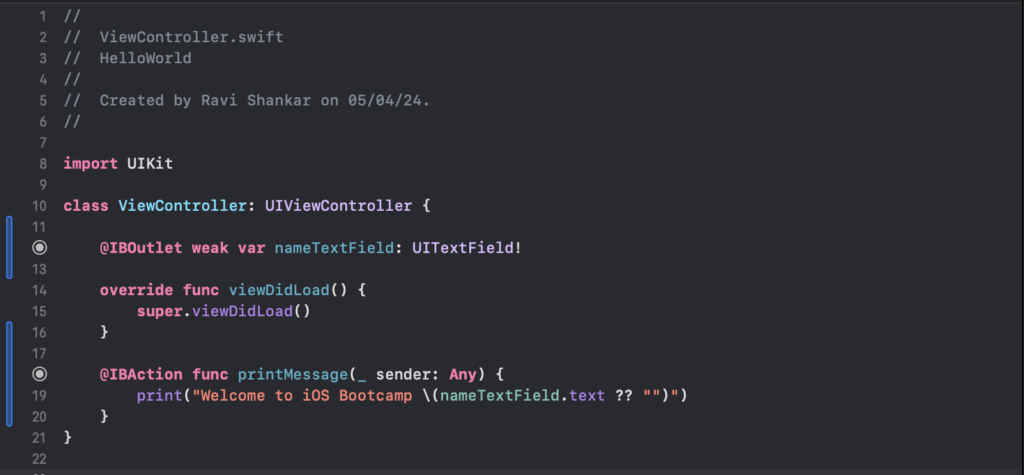 1 //
2 //  ViewController.swift
3 //  HelloWorld
4 //
5 //  Created by Ravi Shankar on 05/04/24.
6 //
7
8 import UIKit
9
10 class ViewController: UIViewController {
11
@IBOutlet weak var nameTextField: UITextField!
13
14 override func viewDidLoad() {
15 super.viewDidLoad()
16 }
17
@IBAction func printMessage(_ sender: Any) {
19 print("Welcome to iOS Bootcamp \(nameTextField.text ?? "")")
20 }
21 }
22